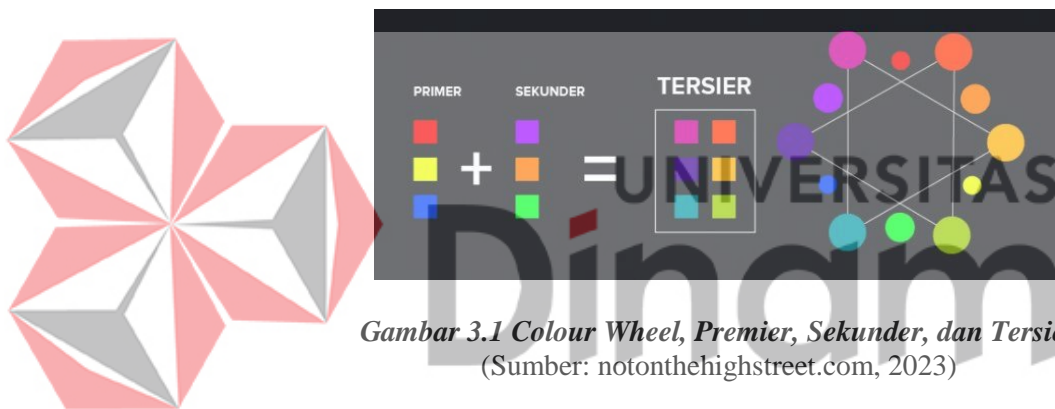 PRIMER SEKUNDER TERSIER
+ =
UNIVERSITAS
Dinam
Gambar 3.1 Colour Wheel, Premier, Sekunder, dan Tersie
(Sumber: notonthehighstreet.com, 2023)